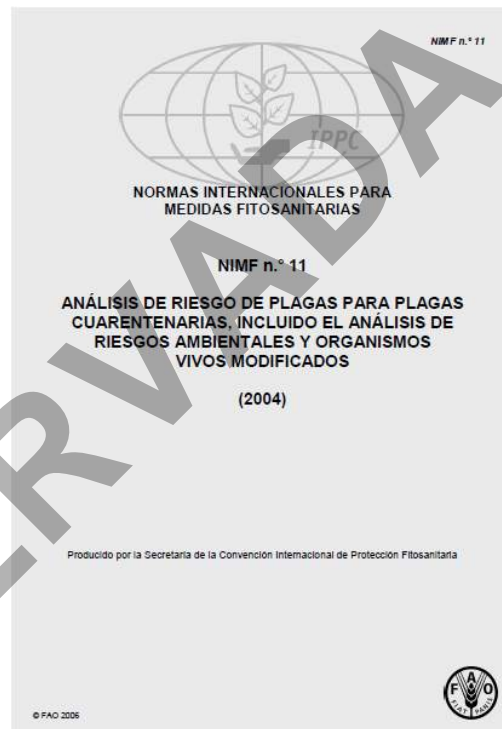 NIMF n.° 11
IPPC
NORMAS INTERNACIONALES PARA
MEDIDAS FITOSANITARIAS
NIMF n.° 11
ANÁLISIS DE RIESGO DE PLAGAS PARA PLAGAS
CUARENTENARIAS, INCLUIDO EL ANÁLISIS DE
RIESGOS AMBIENTALES Y ORGANISMOS
VIVOS MODIFICADOS
(2004)
Producido por la Secretaría de la Convención Internacional de Protección Fitosanitaria
© FAO 2006
FAO
FIAT PANIS
ERVADA